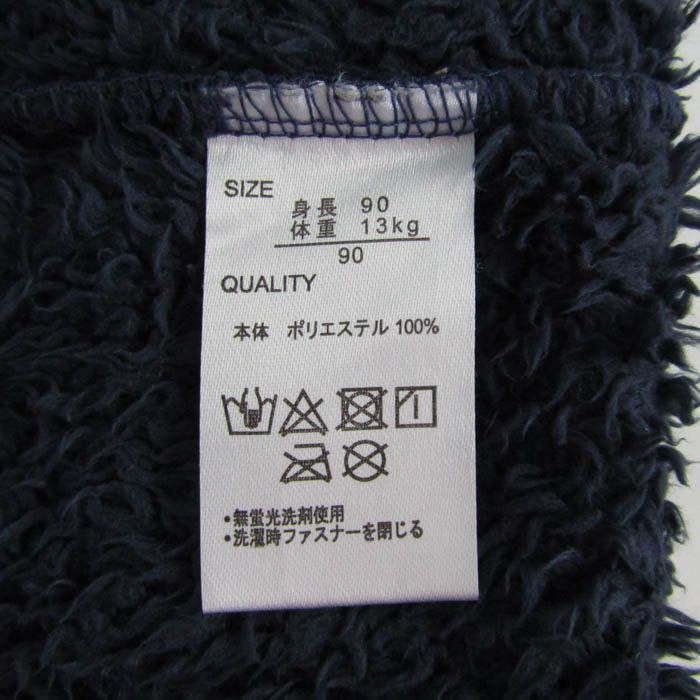 SIZE
身長 90
体重 13kg
90
QUALITY
本体 ポリエステル 100%
・無蛍光洗剤使用
・洗濯時ファスナーを閉じる